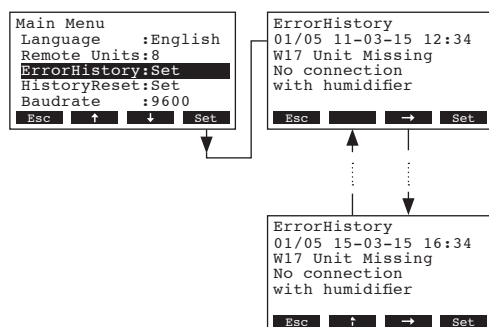 Main Menu
Language :English
Remote Units:8
ErrorHistory:Set
HistoryReset:Set
Baudrate :9600
Esc ↑ ↓ Set
ErrorHistory
01/05 11-03-15 12:34
W17 Unit Missing
No connection
with humidifier
Esc → Set
ErrorHistory
01/05 15-03-15 16:34
W17 Unit Missing
No connection
with humidifier
Esc ↑ → Set